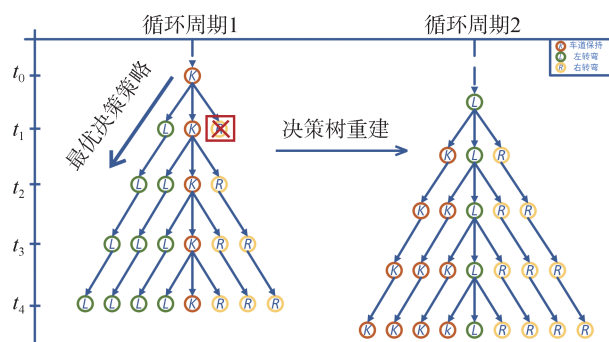 循环周期1
循环周期2
K 车道保持
L 左转弯
R 右转弯
t0
K
最优决策策略
L
t1
L K
决策树重建
K L R
t2
L L K R
K K L R R
t3
L L L K R R
K K K L R R R
t4
L L L L K R R R
K K K K L R R R R